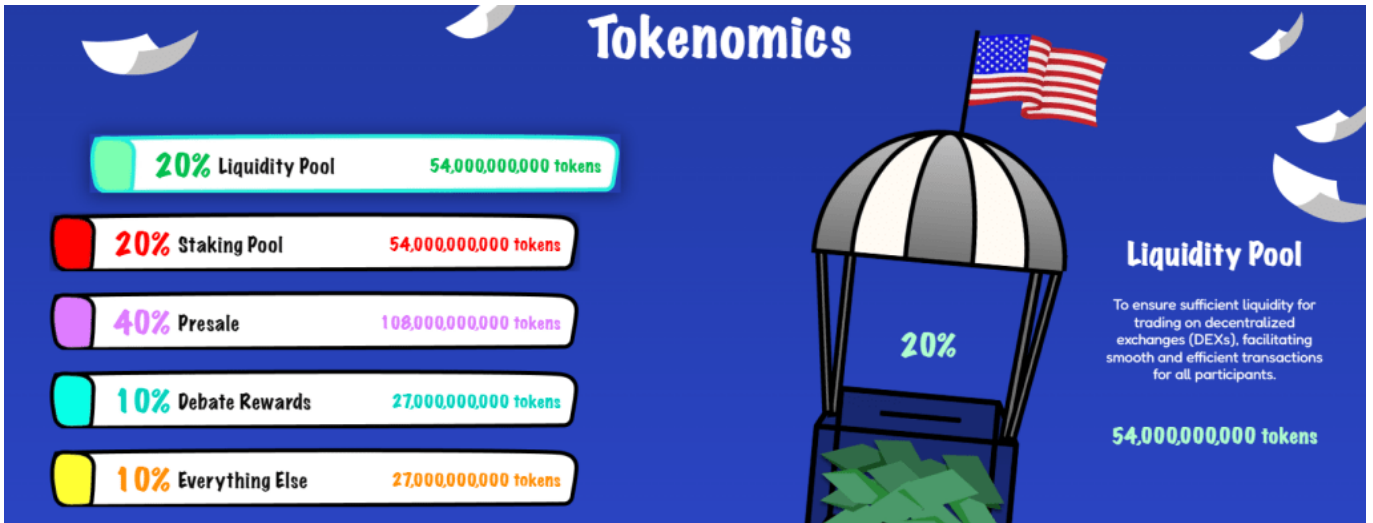 Tokenomics
20% Liquidity Pool 54,000,000,000 tokens
20% Staking Pool 54,000,000,000 tokens
40% Presale 108,000,000,000 tokens
10% Debate Rewards 27,000,000,000 tokens
10% Everything Else 27,000,000,000 tokens
20%
Liquidity Pool
To ensure sufficient liquidity for
trading on decentralized
exchanges (DEXs), facilitating
smooth and efficient transactions
for all participants.
54,000,000,000 tokens